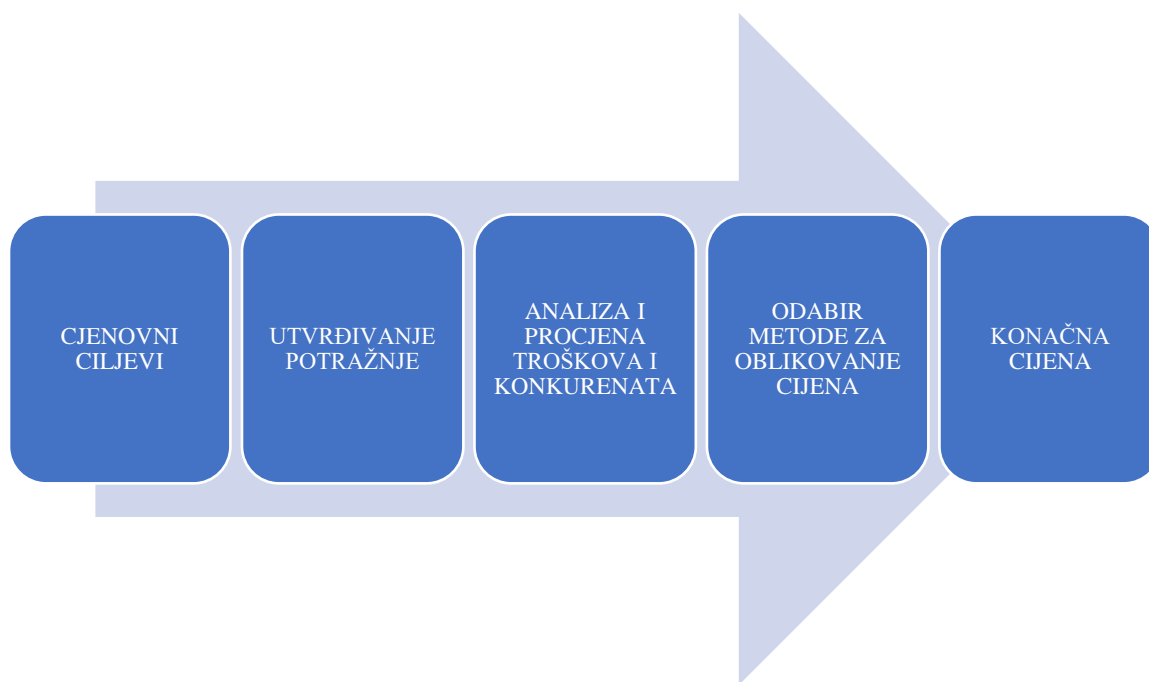 CJENOVNI
CILJEVI
UTVRĐIVANJE
POTRAŽNJE
ANALIZA I
PROCJENA
TROŠKOVA I
KONKURENATA
ODABIR
METODE ZA
OBLIKOVANJE
CIJENA
KONAČNA
CIJENA